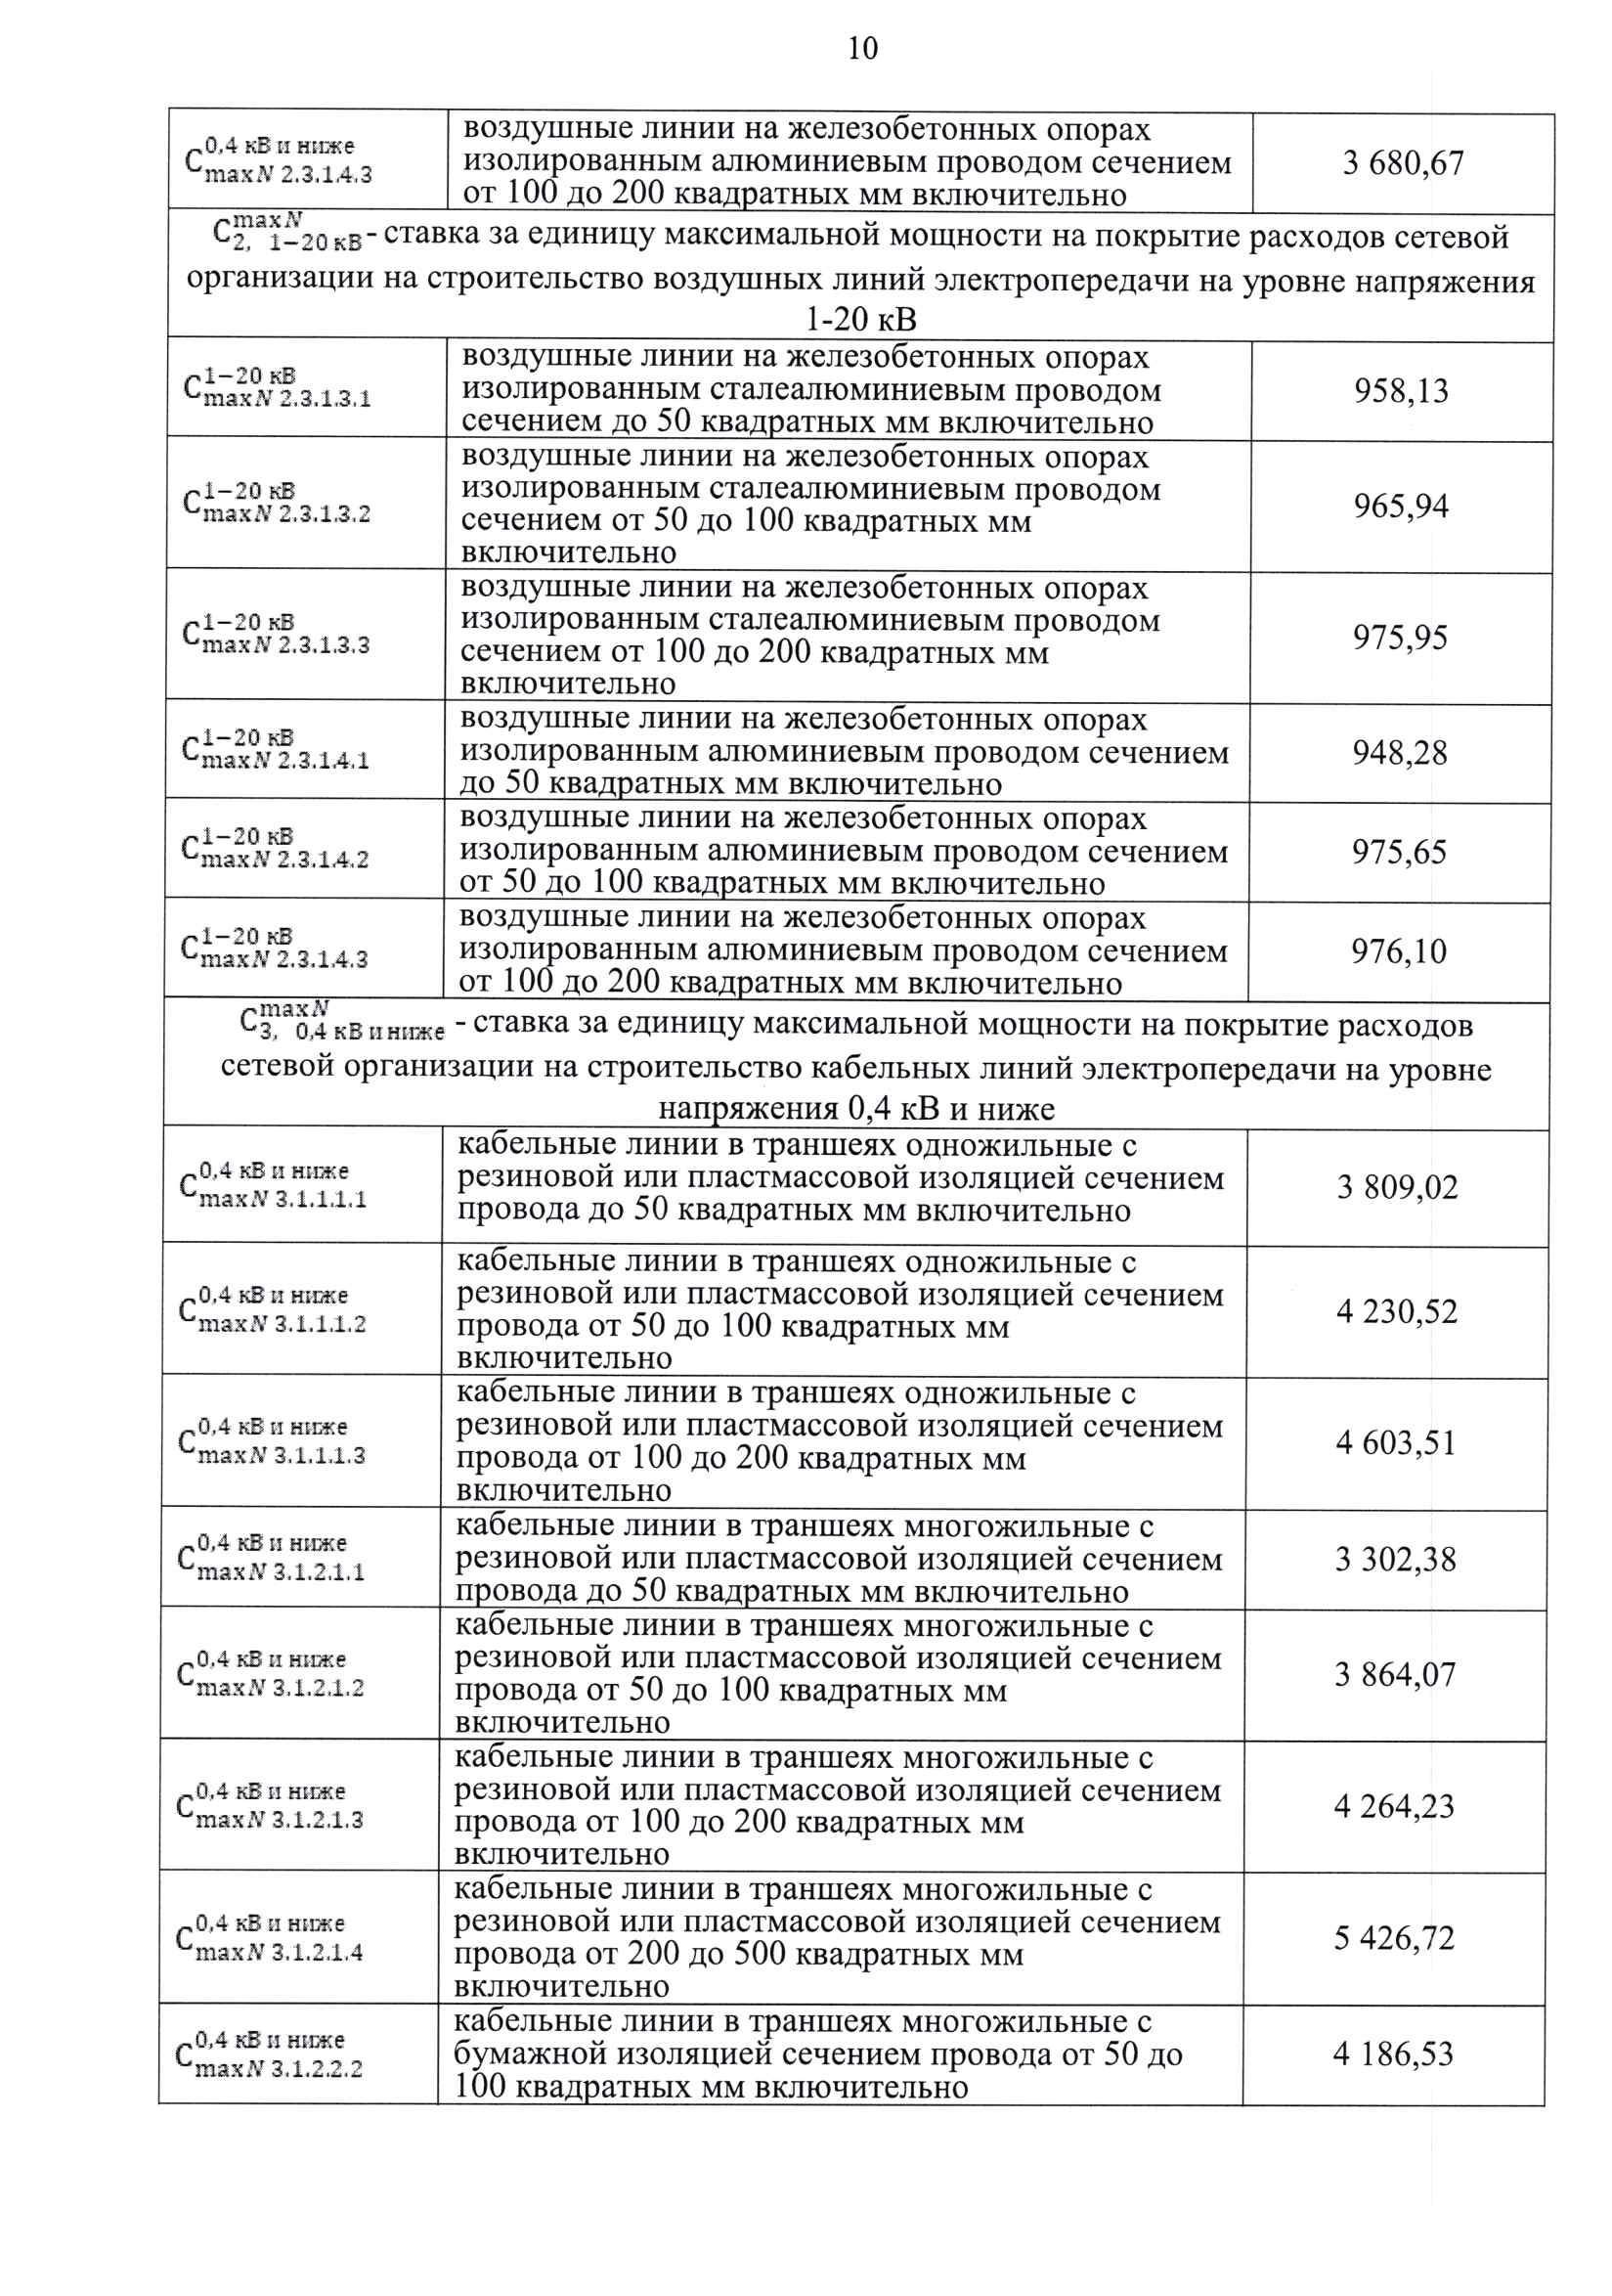 10
C 0,4 кВ и ниже maxN 2.3.1.4.3
воздушные линии на железобетонных опорах
изолированным алюминиевым проводом сечением
от 100 до 200 квадратных мм включительно
3 680,67
C maxN 2, 1−20 кВ - ставка за единицу максимальной мощности на покрытие расходов сетевой
организации на строительство воздушных линий электропередачи на уровне напряжения
1-20 кВ
C 1−20 кВ maxN 2.3.1.3.1
воздушные линии на железобетонных опорах
изолированным сталеалюминиевым проводом
сечением до 50 квадратных мм включительно
958,13
C 1−20 кВ maxN 2.3.1.3.2
воздушные линии на железобетонных опорах
изолированным сталеалюминиевым проводом
сечением от 50 до 100 квадратных мм
включительно
965,94
C 1−20 кВ maxN 2.3.1.3.3
воздушные линии на железобетонных опорах
изолированным сталеалюминиевым проводом
сечением от 100 до 200 квадратных мм
включительно
975,95
C 1−20 кВ maxN 2.3.1.4.1
воздушные линии на железобетонных опорах
изолированным алюминиевым проводом сечением
до 50 квадратных мм включительно
948,28
C 1−20 кВ maxN 2.3.1.4.2
воздушные линии на железобетонных опорах
изолированным алюминиевым проводом сечением
от 50 до 100 квадратных мм включительно
975,65
C 1−20 кВ maxN 2.3.1.4.3
воздушные линии на железобетонных опорах
изолированным алюминиевым проводом сечением
от 100 до 200 квадратных мм включительно
976,10
C maxN 3, 0,4 кВ и ниже - ставка за единицу максимальной мощности на покрытие расходов
сетевой организации на строительство кабельных линий электропередачи на уровне
напряжения 0,4 кВ и ниже
C 0,4 кВ и ниже maxN 3.1.1.1.1
кабельные линии в траншеях одножильные с
резиновой или пластмассовой изоляцией сечением
провода до 50 квадратных мм включительно
3 809,02
C 0,4 кВ и ниже maxN 3.1.1.1.2
кабельные линии в траншеях одножильные с
резиновой или пластмассовой изоляцией сечением
провода от 50 до 100 квадратных мм
включительно
4 230,52
C 0,4 кВ и ниже maxN 3.1.1.1.3
кабельные линии в траншеях одножильные с
резиновой или пластмассовой изоляцией сечением
провода от 100 до 200 квадратных мм
включительно
4 603,51
C 0,4 кВ и ниже maxN 3.1.2.1.1
кабельные линии в траншеях многожильные с
резиновой или пластмассовой изоляцией сечением
провода до 50 квадратных мм включительно
3 302,38
C 0,4 кВ и ниже maxN 3.1.2.1.2
кабельные линии в траншеях многожильные с
резиновой или пластмассовой изоляцией сечением
провода от 50 до 100 квадратных мм
включительно
3 864,07
C 0,4 кВ и ниже maxN 3.1.2.1.3
кабельные линии в траншеях многожильные с
резиновой или пластмассовой изоляцией сечением
провода от 100 до 200 квадратных мм
включительно
4 264,23
C 0,4 кВ и ниже maxN 3.1.2.1.4
кабельные линии в траншеях многожильные с
резиновой или пластмассовой изоляцией сечением
провода от 200 до 500 квадратных мм
включительно
5 426,72
C 0,4 кВ и ниже maxN 3.1.2.2.2
кабельные линии в траншеях многожильные с
бумажной изоляцией сечением провода от 50 до
100 квадратных мм включительно
4 186,53